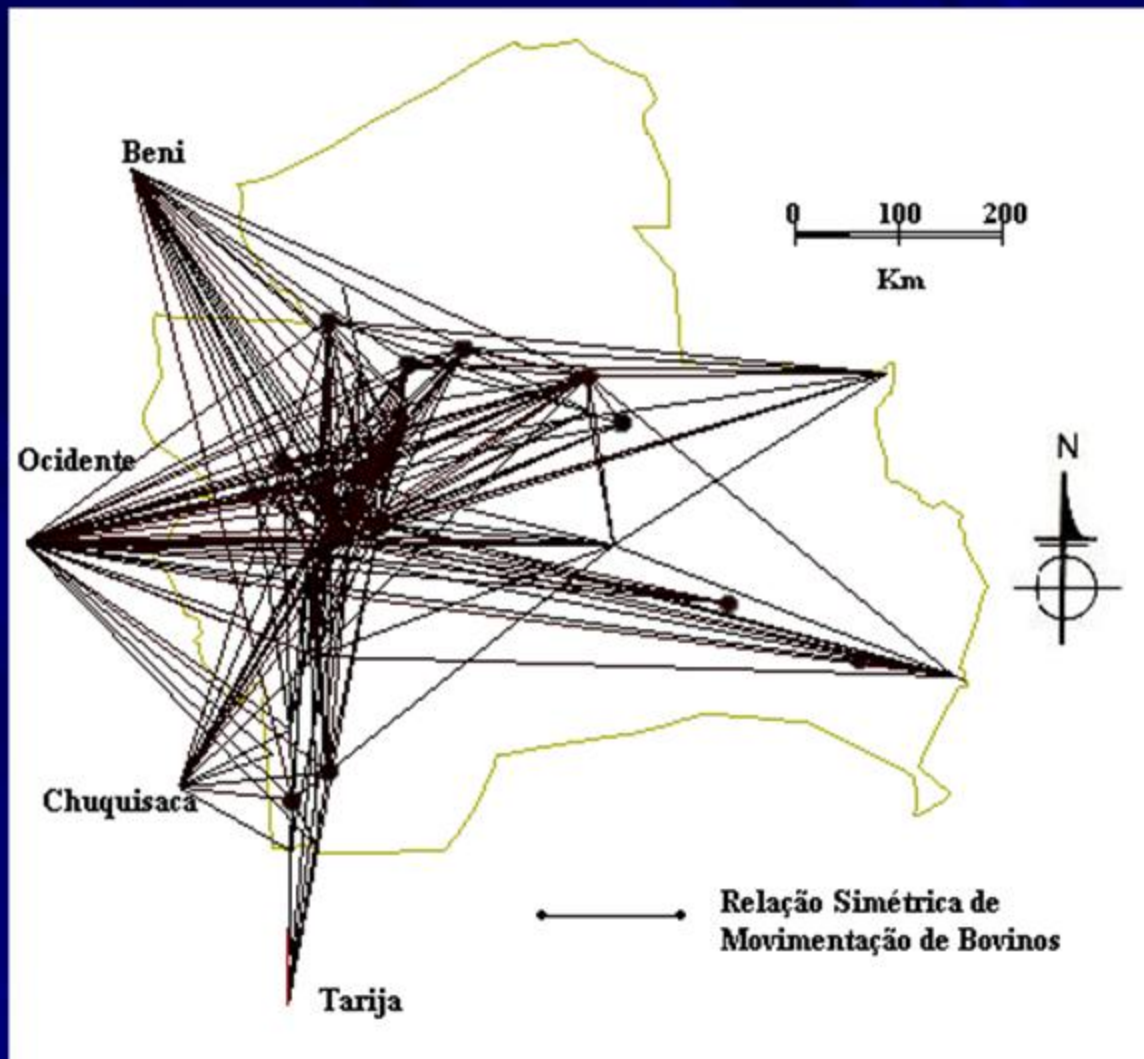 Beni
0 100 200
Km
Ocidente
N
Chuquisaca
Relação Simétrica de
Movimentação de Bovinos
Tarija